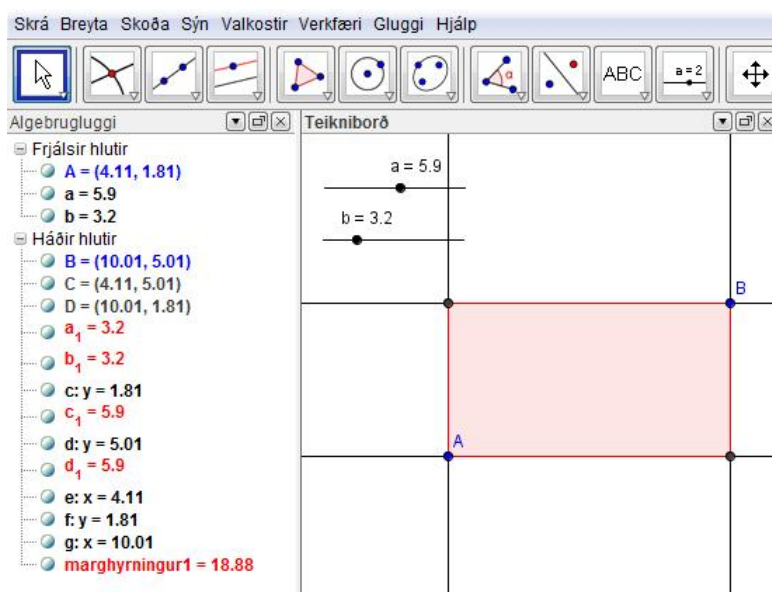 Skrá Breyta Skoða Sýn Valkostir Verkfæri Gluggi Hjálp
α ABC a = 2
Algebrugluggi
Frjálsir hlutir
A = (4.11, 1.81)
a = 5.9
b = 3.2
Háðir hlutir
B = (10.01, 5.01)
C = (4.11, 5.01)
D = (10.01, 1.81)
a₁ = 3.2
b₁ = 3.2
c: y = 1.81
c₁ = 5.9
d: y = 5.01
d₁ = 5.9
e: x = 4.11
f: y = 1.81
g: x = 10.01
marghyrningur1 = 18.88
Teikniborð
a = 5.9
b = 3.2
B
A